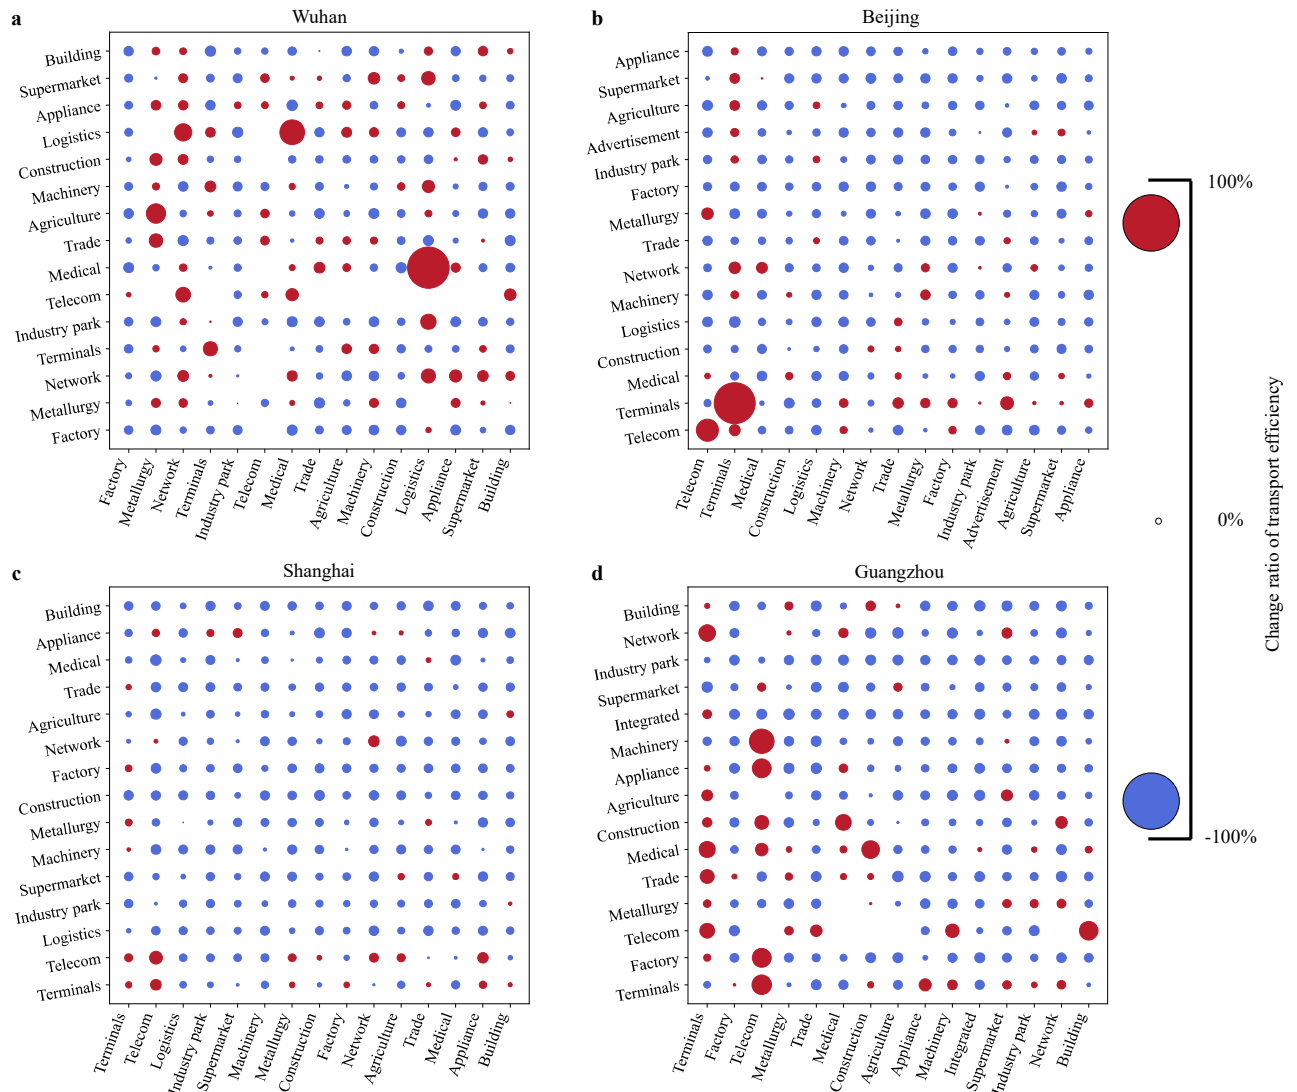 a
Wuhan
Building
Supermarket
Appliance
Logistics
Construction
Machinery
Agriculture
Trade
Medical
Telecom
Industry park
Terminals
Network
Metallurgy
Factory
Factory
Metallurgy
Network
Terminals
Industry park
Telecom
Medical
Trade
Agriculture
Machinery
Construction
Logistics
Appliance
Supermarket
Building
b
Beijing
Appliance
Supermarket
Agriculture
Advertisement
Industry park
Factory
Metallurgy
Trade
Network
Machinery
Logistics
Construction
Medical
Terminals
Telecom
Telecom
Terminals
Medical
Construction
Logistics
Machinery
Network
Trade
Metallurgy
Factory
Industry park
Advertisement
Agriculture
Supermarket
Appliance
c
Shanghai
Building
Appliance
Medical
Trade
Agriculture
Network
Factory
Construction
Metallurgy
Machinery
Supermarket
Industry park
Logistics
Telecom
Terminals
Terminals
Telecom
Logistics
Industry park
Supermarket
Machinery
Metallurgy
Construction
Factory
Network
Agriculture
Trade
Medical
Appliance
Building
d
Guangzhou
Building
Network
Industry park
Supermarket
Integrated
Machinery
Appliance
Agriculture
Construction
Medical
Trade
Metallurgy
Telecom
Factory
Terminals
Terminals
Factory
Telecom
Metallurgy
Trade
Medical
Construction
Agriculture
Appliance
Machinery
Integrated
Supermarket
Industry park
Network
Building
100%
0%
-100%
Change ratio of transport efficiency